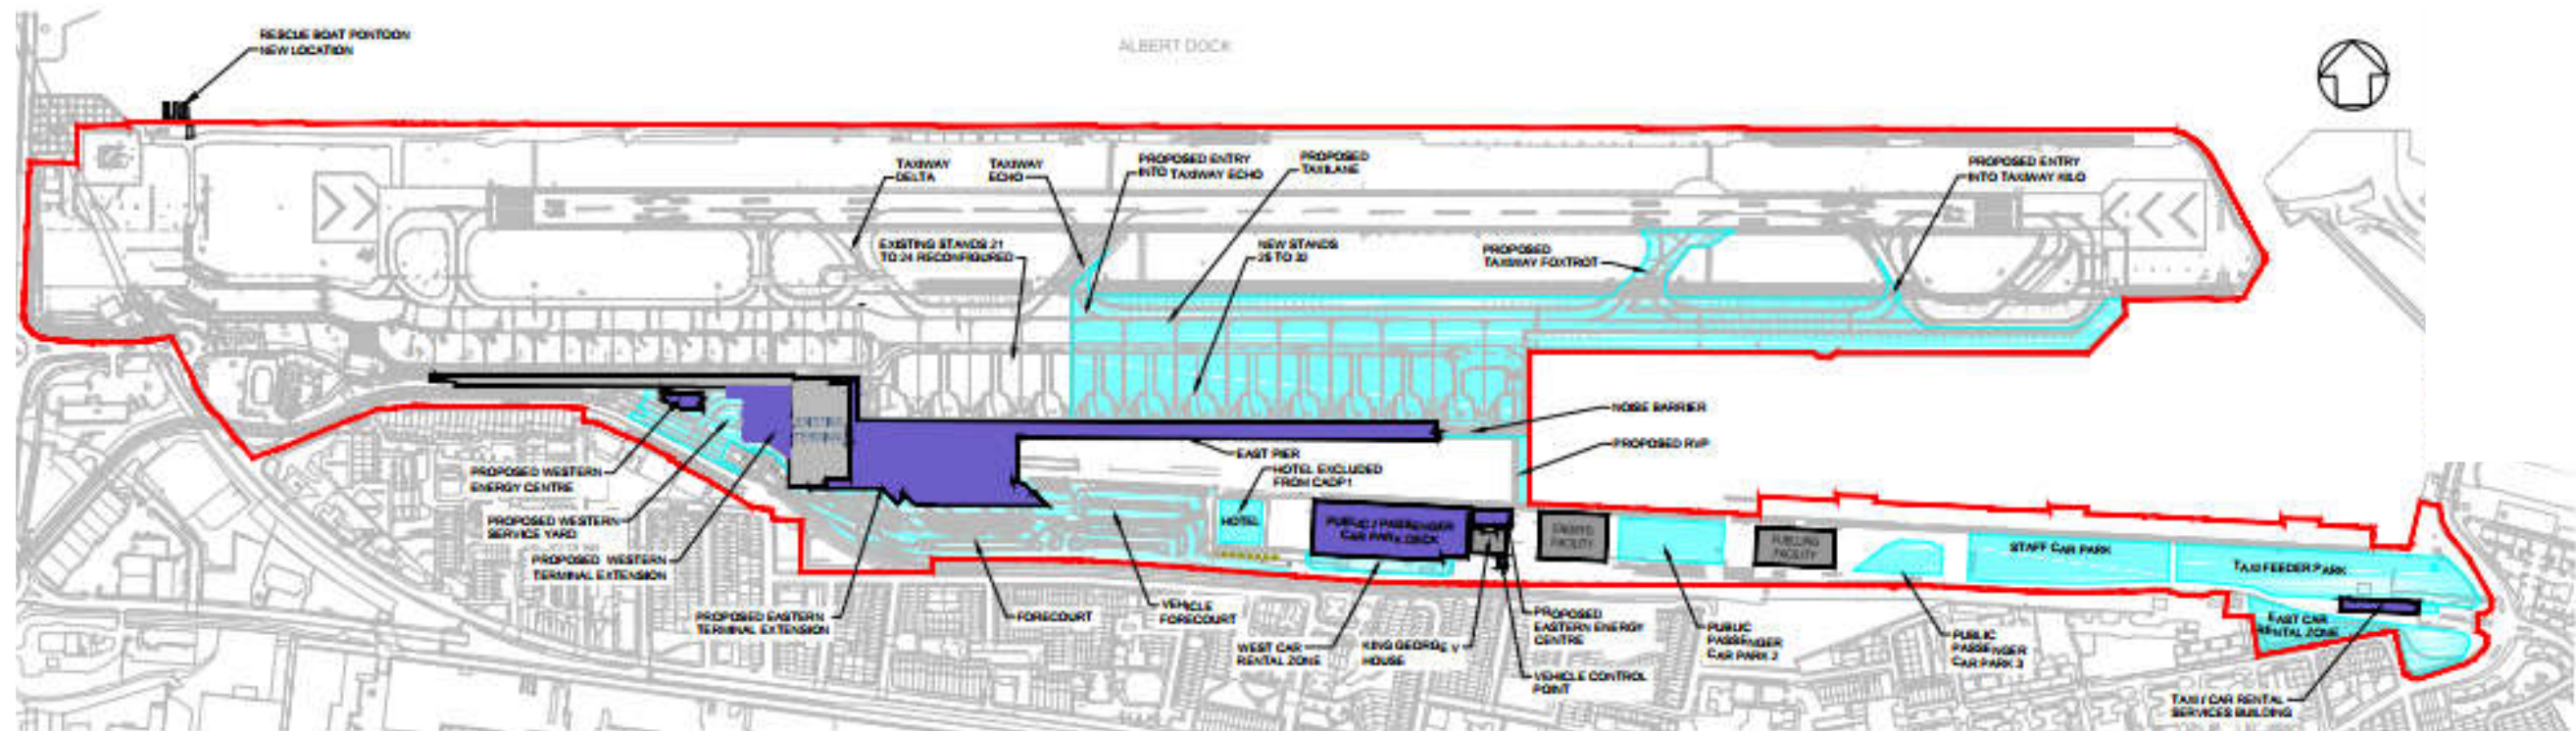 RESCUE BOAT PONTOON
NEW LOCATION
ALBERT DOCK
TAXIWAY
DELTA
TAXIWAY
ECHO
PROPOSED ENTRY
INTO TAXIWAY ECHO
PROPOSED
TAXILANE
PROPOSED ENTRY
INTO TAXIWAY KILO
EXISTING STANDS 21
TO 24 RECONFIGURED
NEW STANDS
25 TO 32
PROPOSED
TAXIWAY FOXTROT
EXISTING
TERMINAL
NOISE BARRIER
PROPOSED RVP
EAST PIER
HOTEL EXCLUDED
FROM CADP1
PROPOSED WESTERN
ENERGY CENTRE
PROPOSED WESTERN
SERVICE YARD
PROPOSED WESTERN
TERMINAL EXTENSION
PROPOSED EASTERN
TERMINAL EXTENSION
HOTEL
PUBLIC / PASSENGER
CAR PARK DECK
FACILITY
FUELLING
FACILITY
STAFF CAR PARK
TAXI FEEDER PARK
EAST CAR
RENTAL ZONE
FORECOURT
VEHICLE
FORECOURT
WEST CAR
RENTAL ZONE
KING GEORGE V
HOUSE
PROPOSED
EASTERN ENERGY
CENTRE
VEHICLE CONTROL
POINT
PUBLIC
PASSENGER
CAR PARK 2
PUBLIC
PASSENGER
CAR PARK 3
TAXI / CAR RENTAL
SERVICES BUILDING